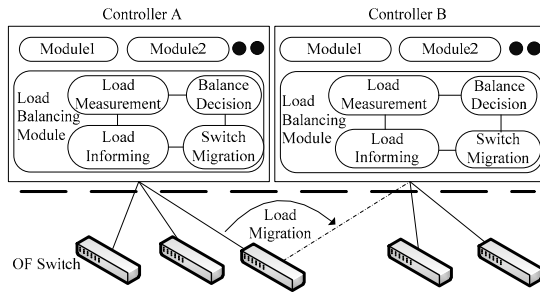 Controller A
Controller B
Module1
Module2
Module1
Module2
Load
Balancing
Module
Load
Measurement
Balance
Decision
Load
Informing
Switch
Migration
Load
Balancing
Module
Load
Measurement
Balance
Decision
Load
Informing
Switch
Migration
Load
Migration
OF Switch